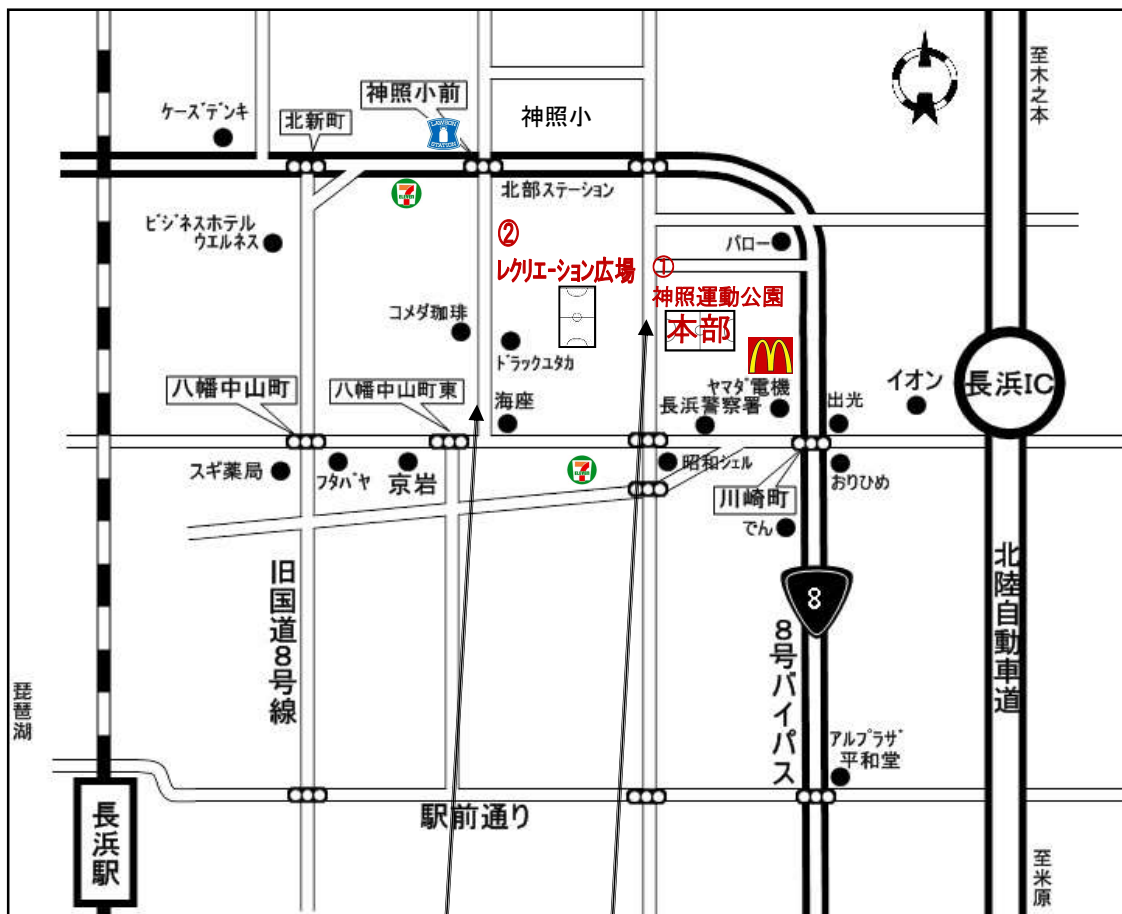 至木之本
ケーズデンキ
北新町
神照小前
LAWSON
STATION
神照小
7
ELEVEN
北部ステーション
ビジネスホテル
ウエルネス
②
レクリエーション広場
①
神照運動公園
本部
バロー
コメダ珈琲
ドラックユタカ
ヤマダ電機
長浜警察署
出光
イオン
長浜IC
八幡中山町
八幡中山町東
海座
スギ薬局
フタバヤ
京岩
7
ELEVEN
昭和シェル
川崎町
おりひめ
でん
旧国道8号線
8
8号バイパス
北陸自動車道
琵琶湖
アルプラザ
平和堂
駅前通り
長浜駅
至米原